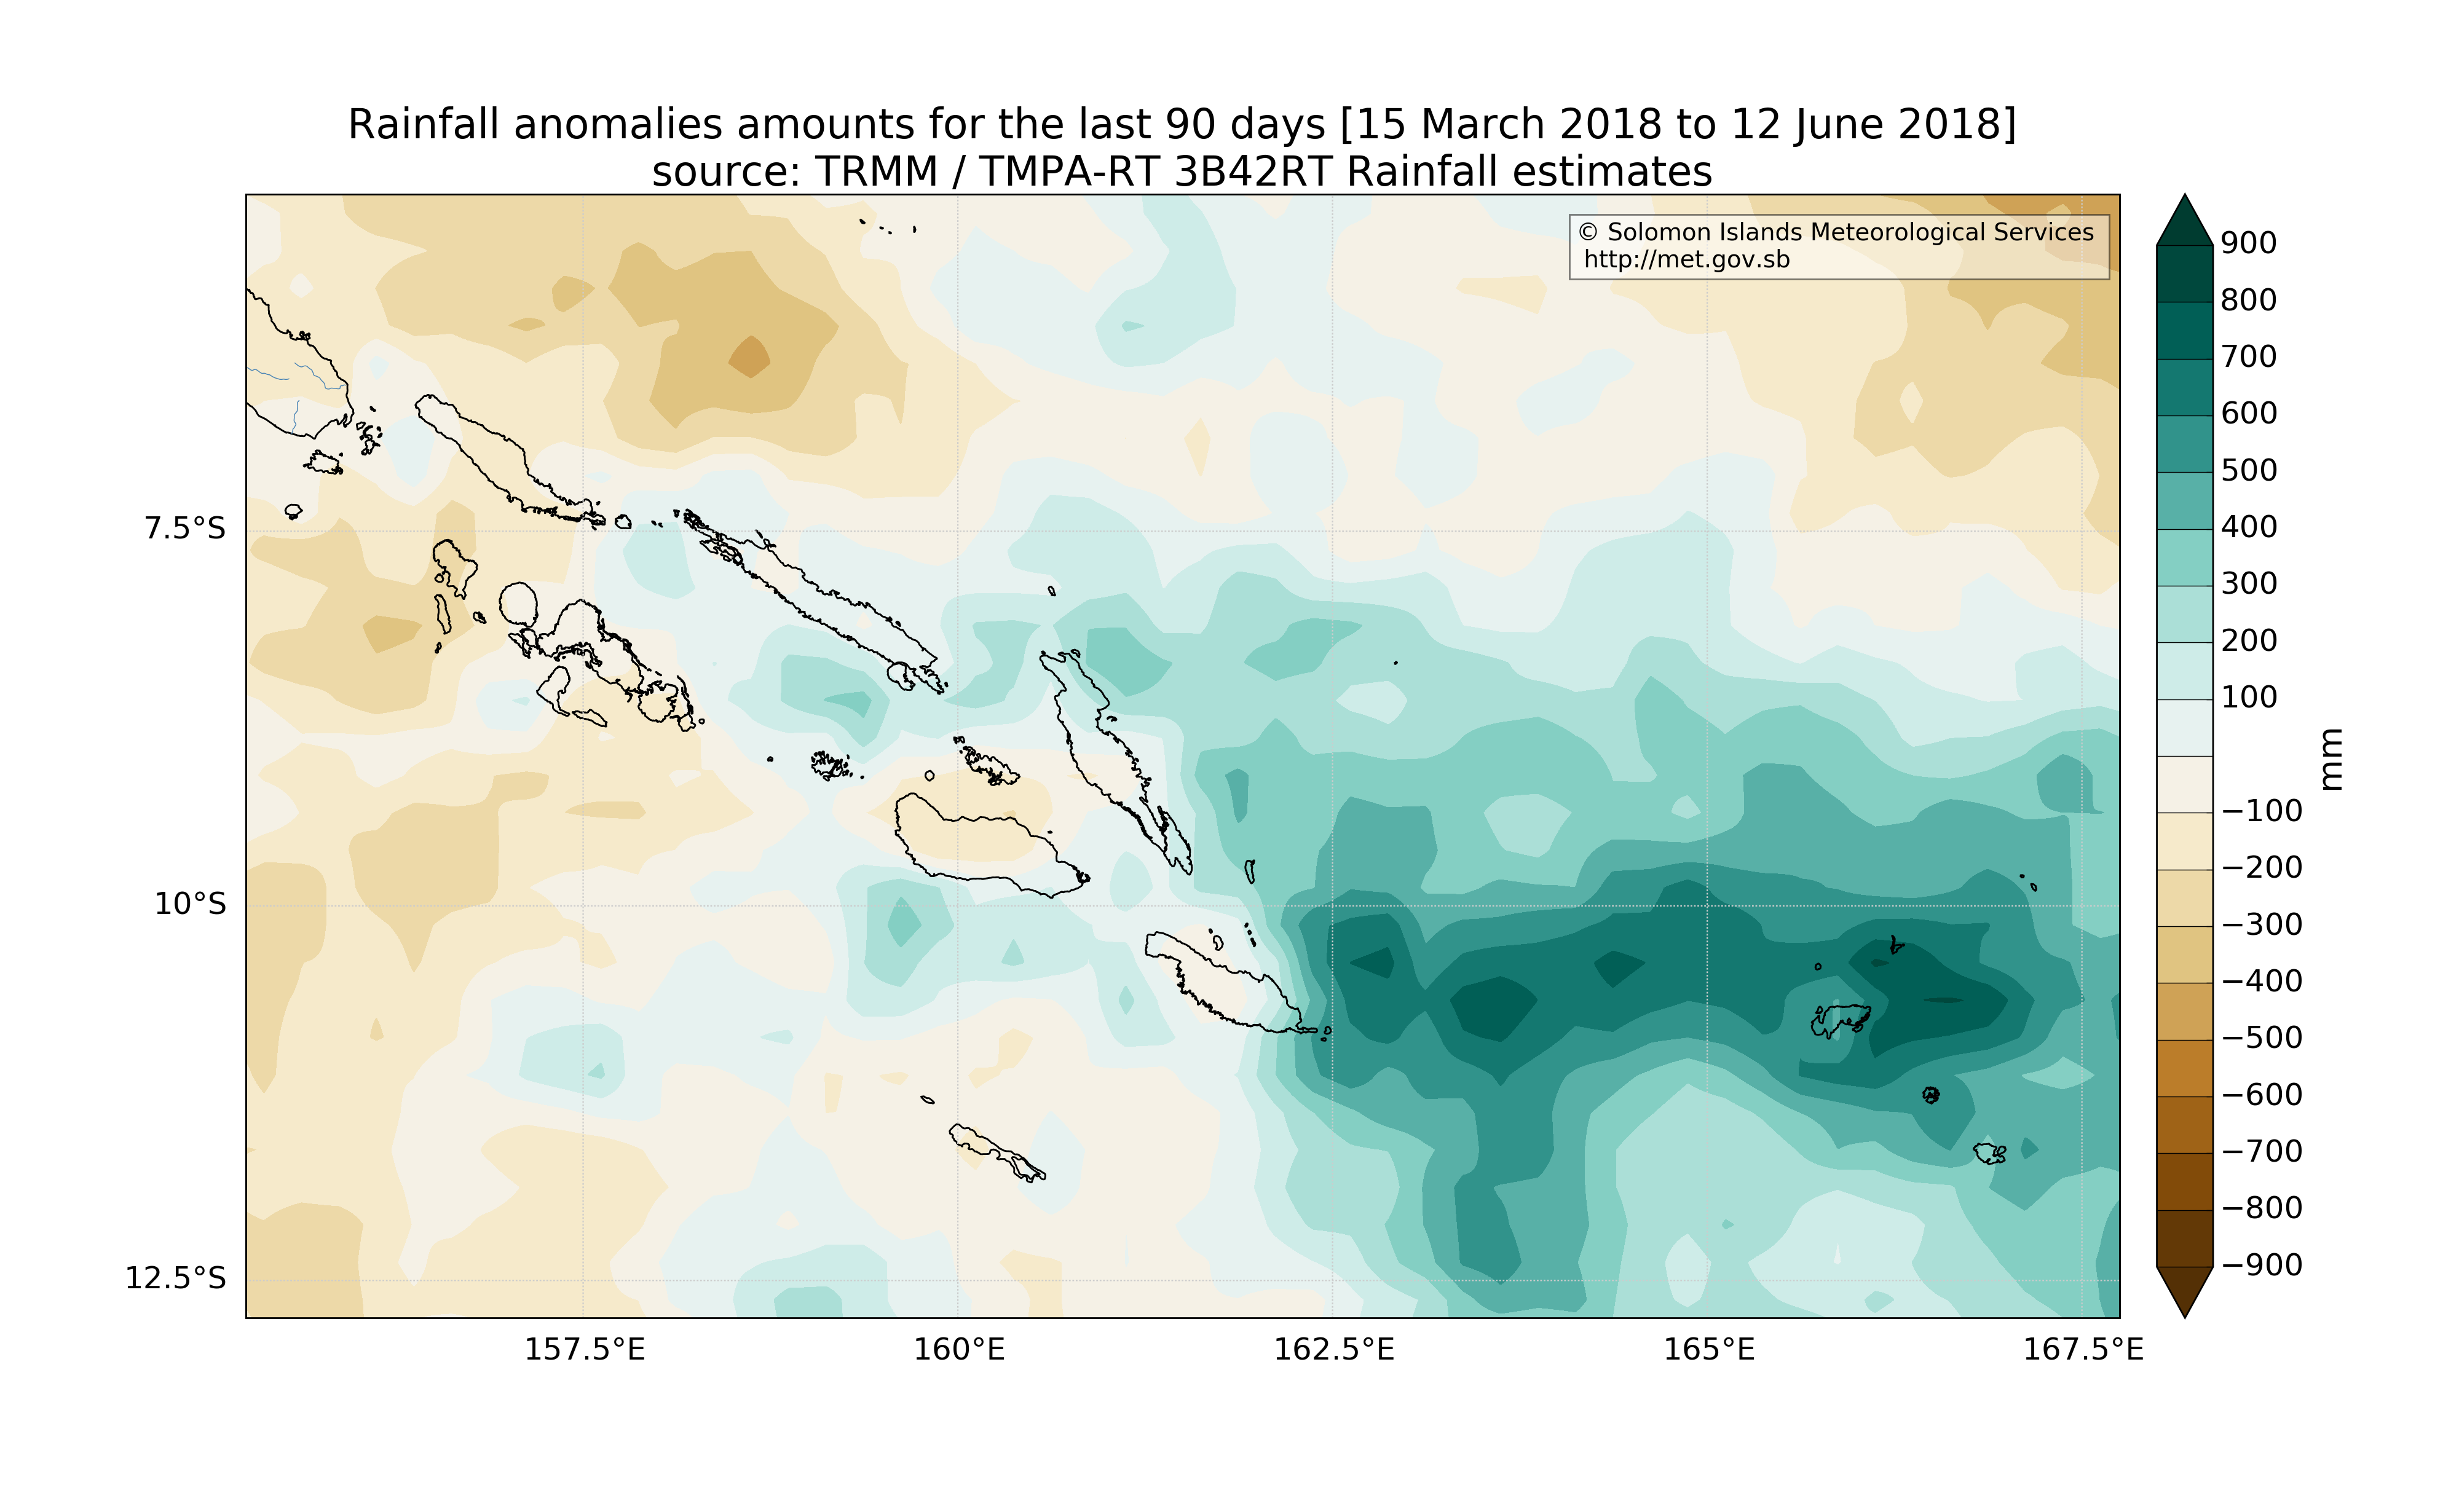 Rainfall anomalies amounts for the last 90 days [15 March 2018 to 12 June 2018]
source: TRMM / TMPA-RT 3B42RT Rainfall estimates
© Solomon Islands Meteorological Services
http://met.gov.sb
7.5°S
10°S
12.5°S
157.5°E
160°E
162.5°E
165°E
167.5°E
900
800
700
600
500
400
300
200
100
−100
−200
−300
−400
−500
−600
−700
−800
−900
mm